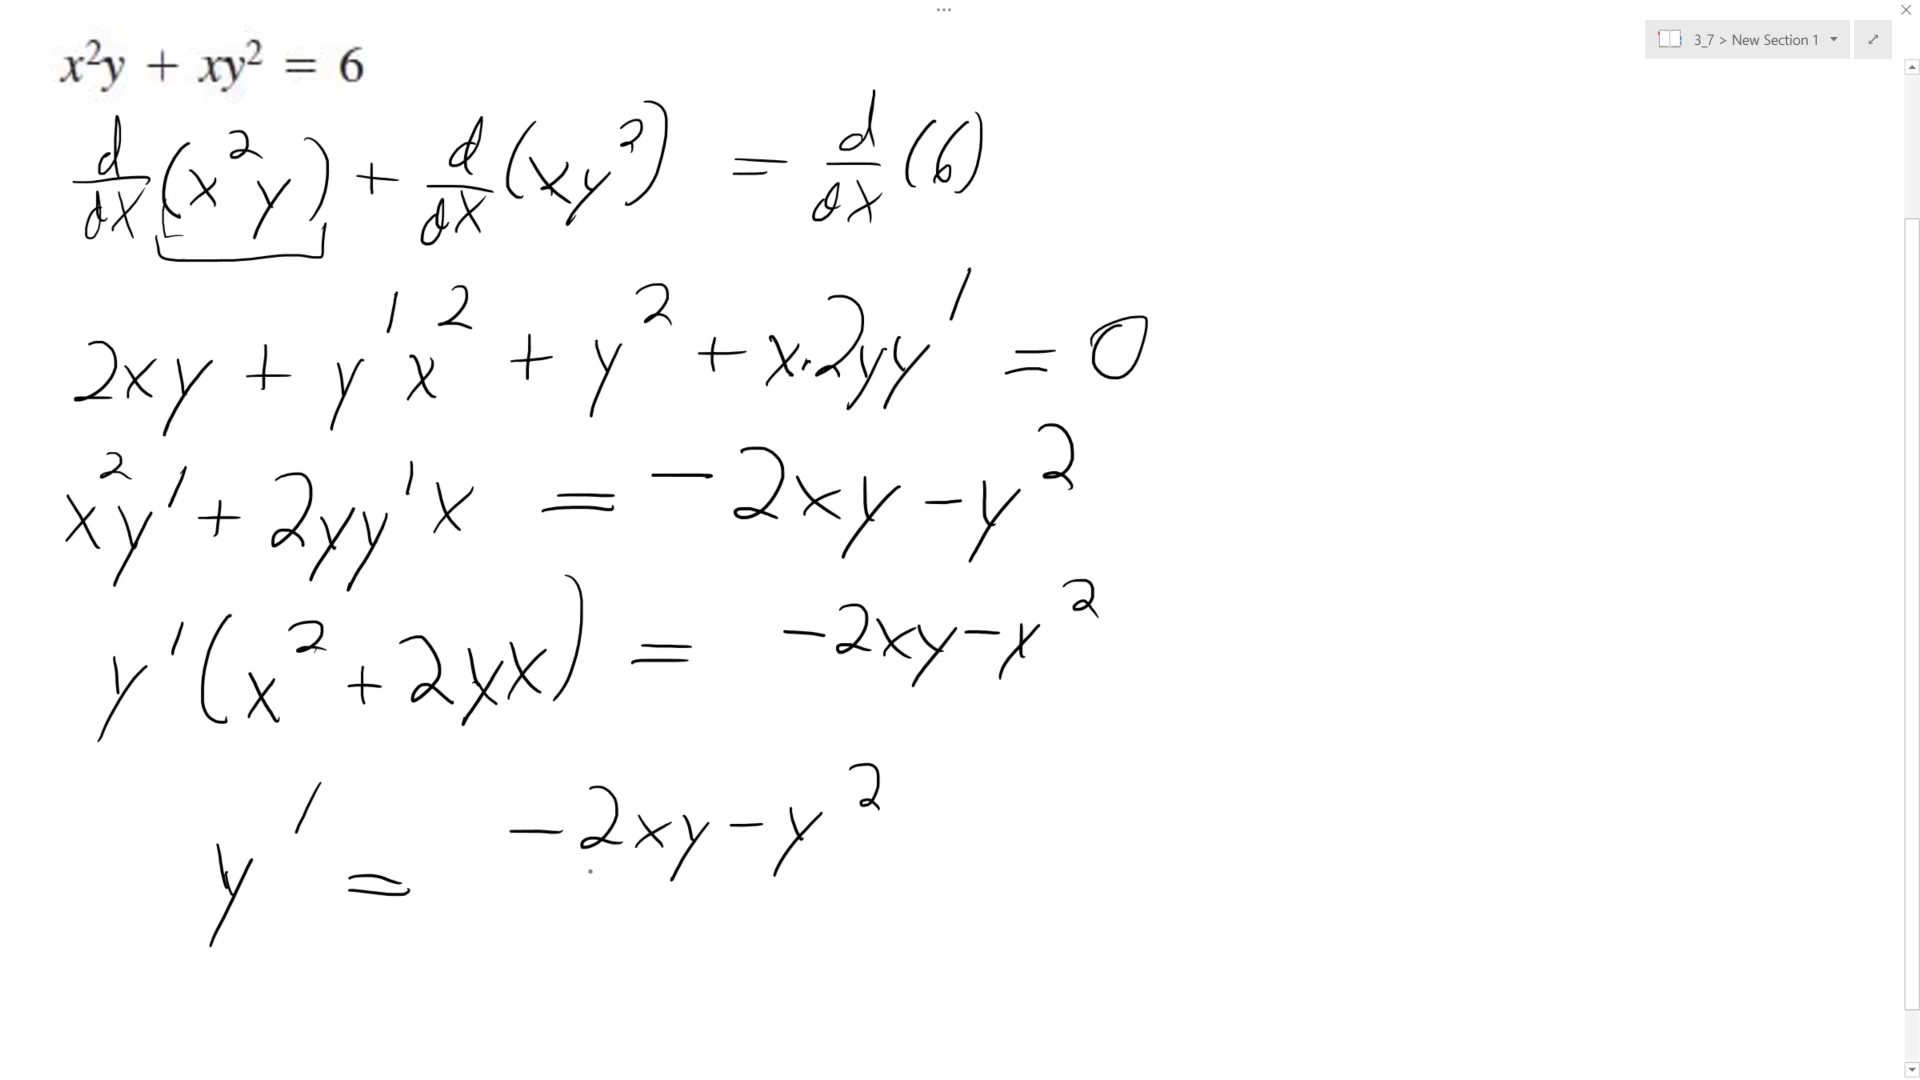 ...
3_7 > New Section 1
x²y + xy² = 6
d/dx (x²y) + d/dx (xy²) = d/dx (6)
2xy + y'x² + y² + x·2yy' = 0
x²y' + 2yy'x = -2xy - y²
y'(x² + 2yx) = -2xy - y²
y' = -2xy - y²